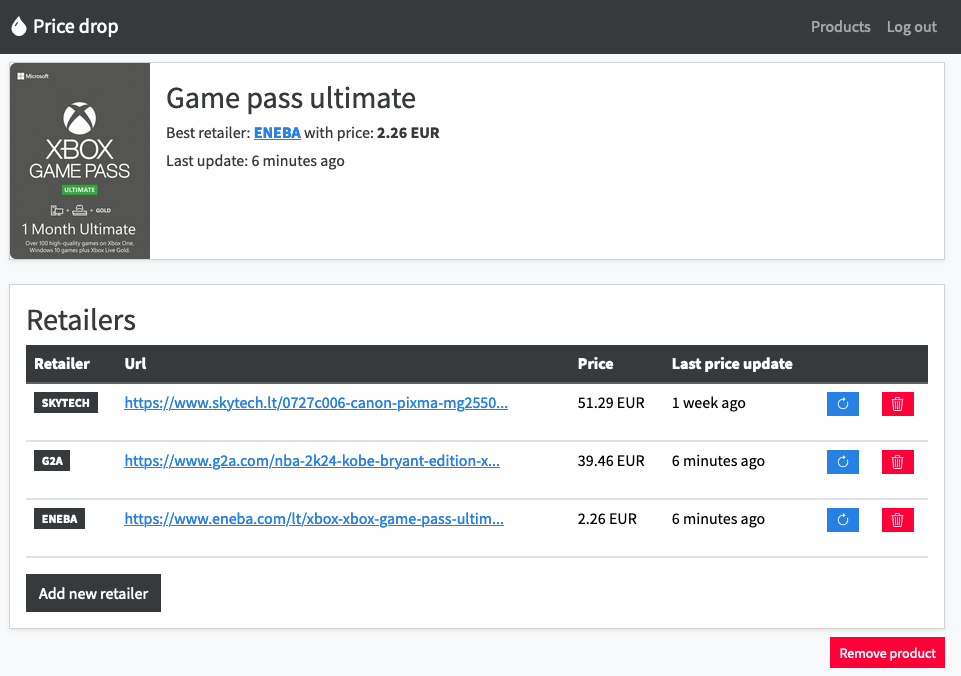 Price drop
Products
Log out
Microsoft
XBOX
GAME PASS
ULTIMATE
+ + GOLD
1 Month Ultimate
Over 100 high-quality games on Xbox One,
Windows 10 games plus Xbox Live Gold.
Game pass ultimate
Best retailer: ENEBA with price: 2.26 EUR
Last update: 6 minutes ago
Retailers
Retailer Url Price Last price update
SKYTECH https://www.skytech.lt/0727c006-canon-pixma-mg2550... 51.29 EUR 1 week ago
G2A https://www.g2a.com/nba-2k24-kobe-bryant-edition-x... 39.46 EUR 6 minutes ago
ENEBA https://www.eneba.com/lt/xbox-xbox-game-pass-ultim... 2.26 EUR 6 minutes ago
Add new retailer
Remove product